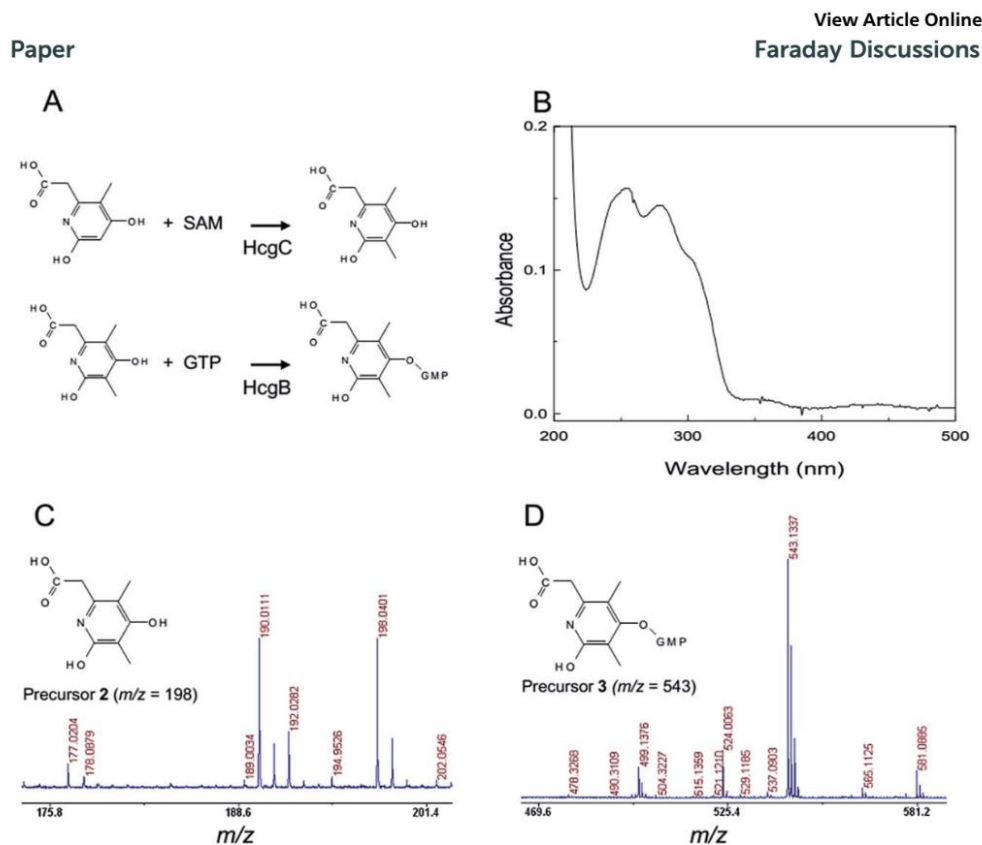 View Article Online
Paper
Faraday Discussions
A
HO
C
O
N
OH
HO
+ SAM
HcgC
HO
C
O
N
OH
HO
HO
C
O
N
OH
HO
+ GTP
HcgB
HO
C
O
N
O
GMP
HO
B
Absorbance
0.2
0.1
0.0
200
300
400
500
Wavelength (nm)
C
HO
C
O
N
OH
HO
Precursor 2 (m/z = 198)
177.0204
178.0879
189.0034
190.0111
192.0282
194.9526
198.0401
202.0546
175.8
188.6
201.4
m/z
D
HO
C
O
N
O
GMP
HO
Precursor 3 (m/z = 543)
478.3268
490.3109
499.1376
504.3227
515.1359
521.1210
524.0063
529.1185
537.0903
543.1337
565.1125
581.0885
469.6
525.4
581.2
m/z